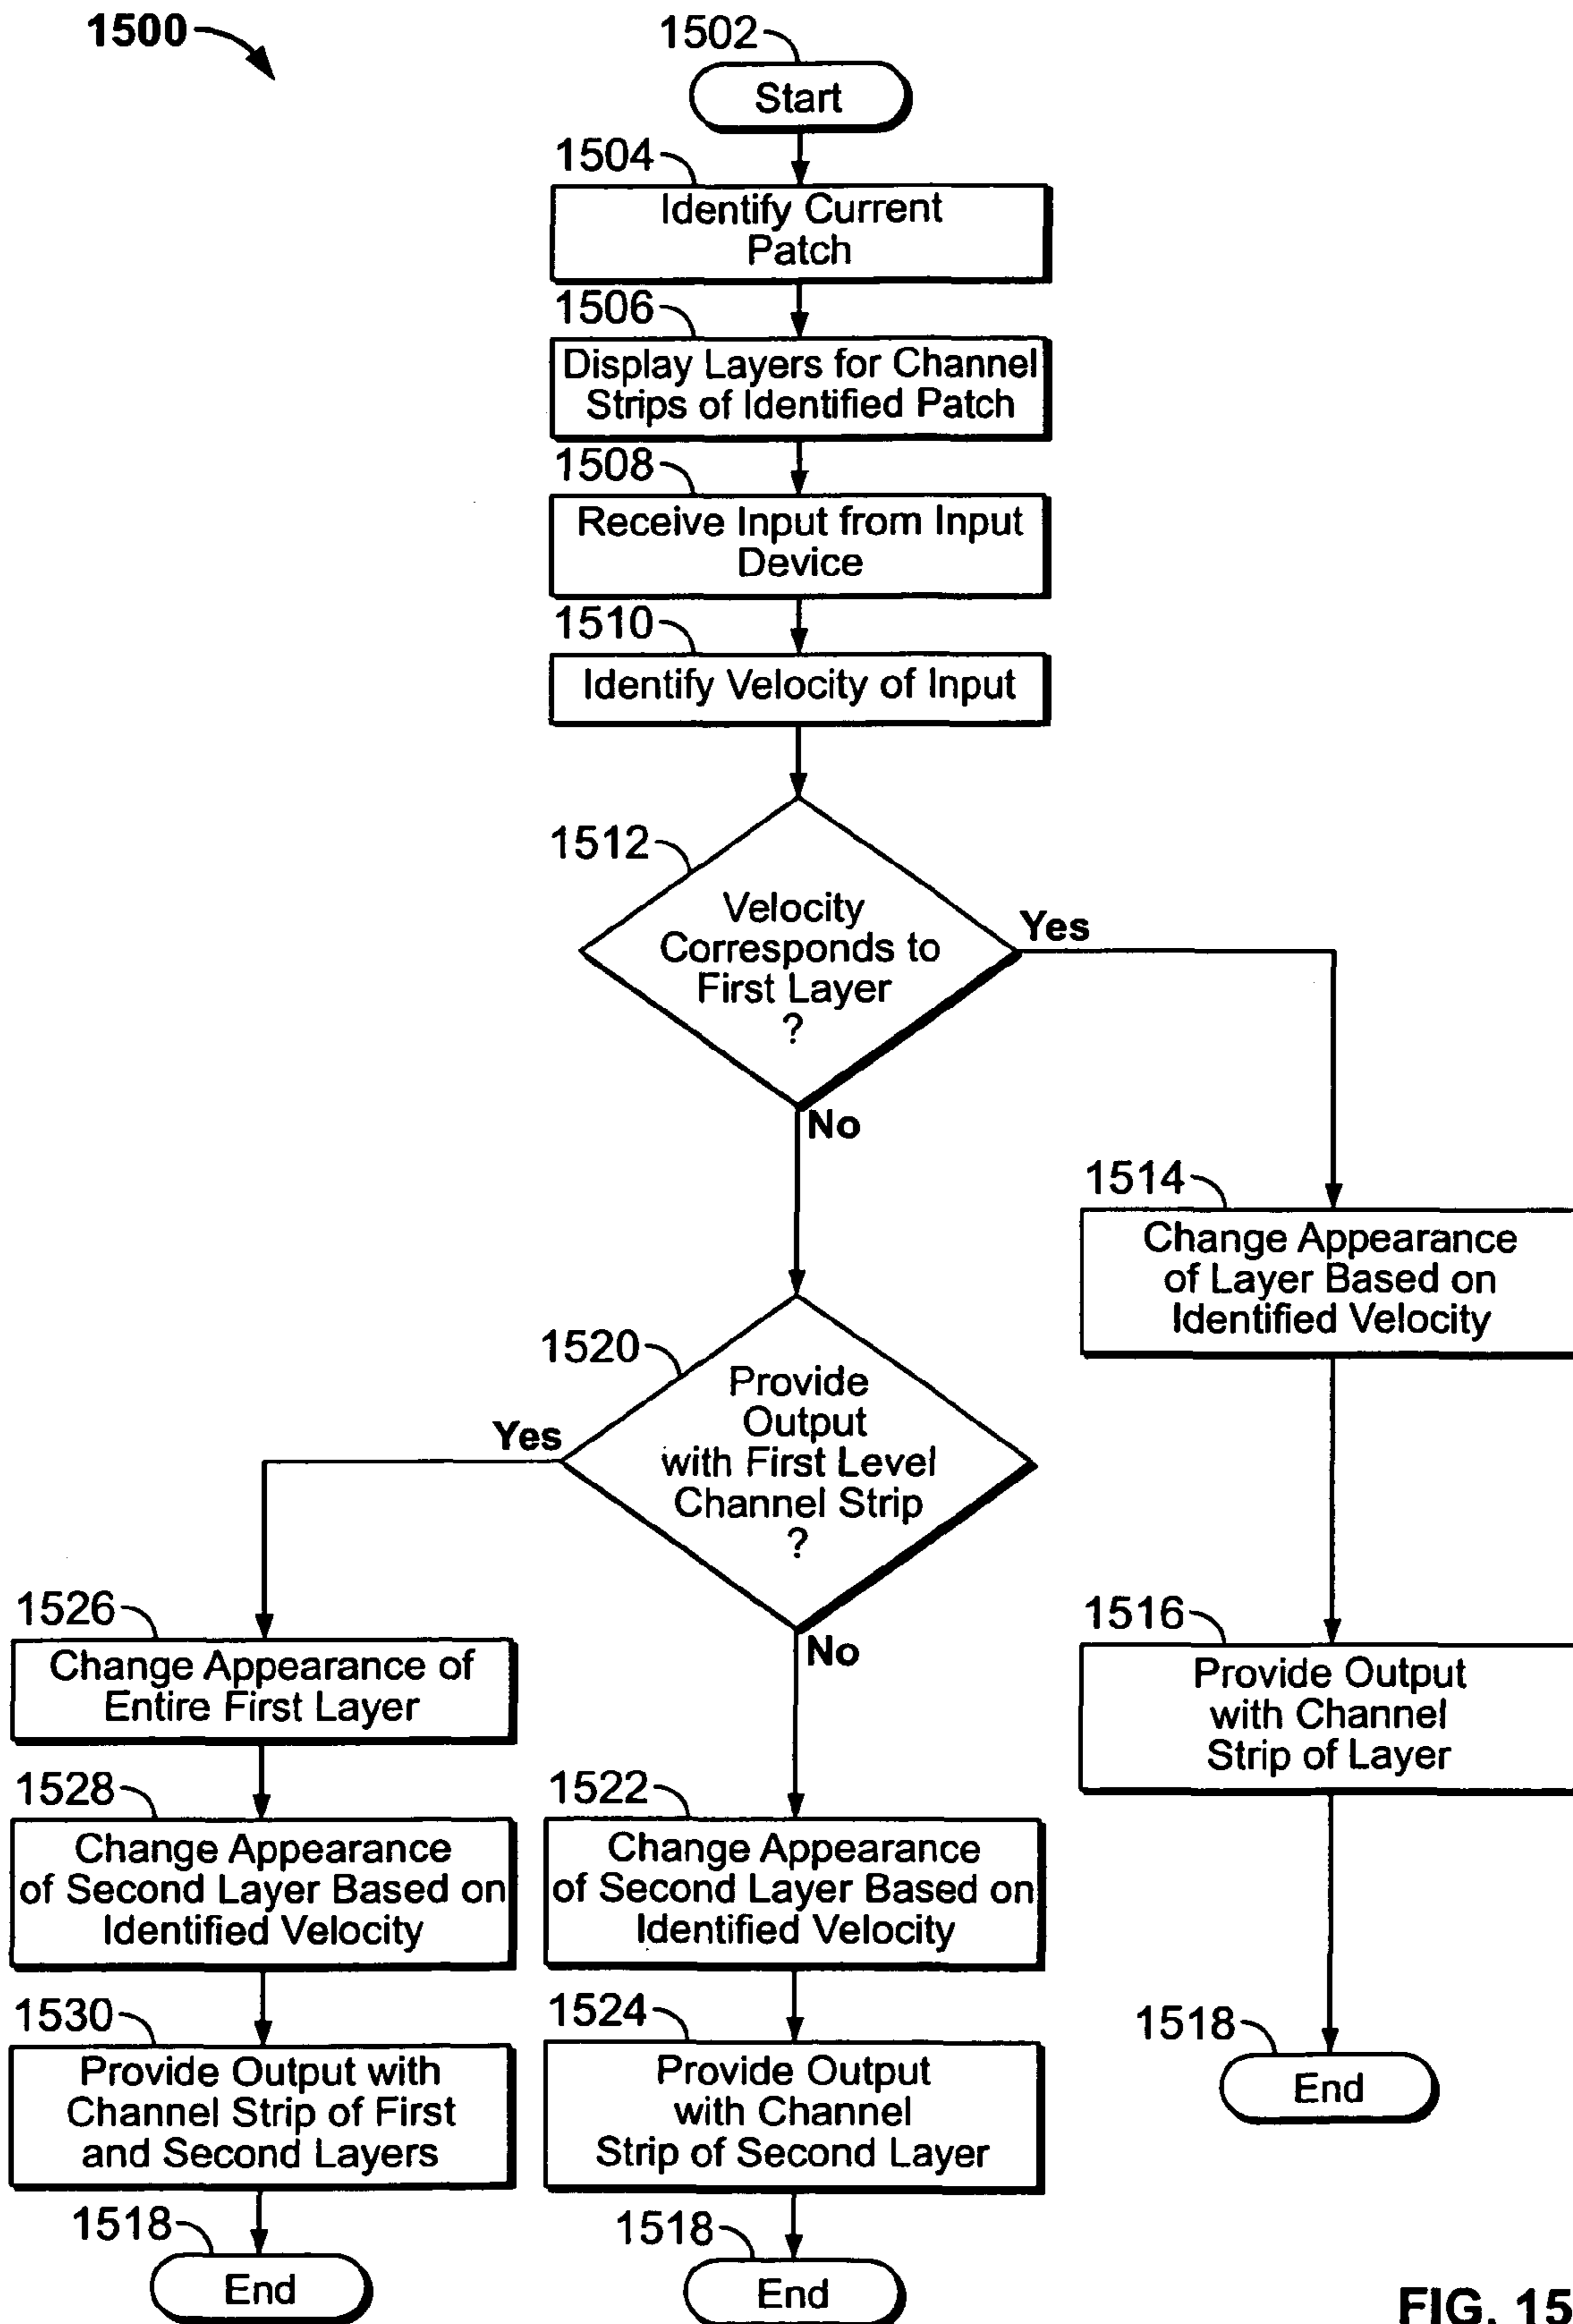 1500
1502
Start
1504
Identify Current
Patch
1506
Display Layers for Channel
Strips of Identified Patch
1508
Receive Input from Input
Device
1510
Identify Velocity of Input
1512
Velocity
Corresponds to
First Layer
?
Yes
No
1514
Change Appearance
of Layer Based on
Identified Velocity
1516
Provide Output
with Channel
Strip of Layer
1518
End
1520
Provide
Output
with First Level
Channel Strip
?
Yes
No
1526
Change Appearance of
Entire First Layer
1528
Change Appearance
of Second Layer Based on
Identified Velocity
1530
Provide Output with
Channel Strip of First
and Second Layers
1518
End
1522
Change Appearance
of Second Layer Based on
Identified Velocity
1524
Provide Output
with Channel
Strip of Second Layer
1518
End
FIG. 15